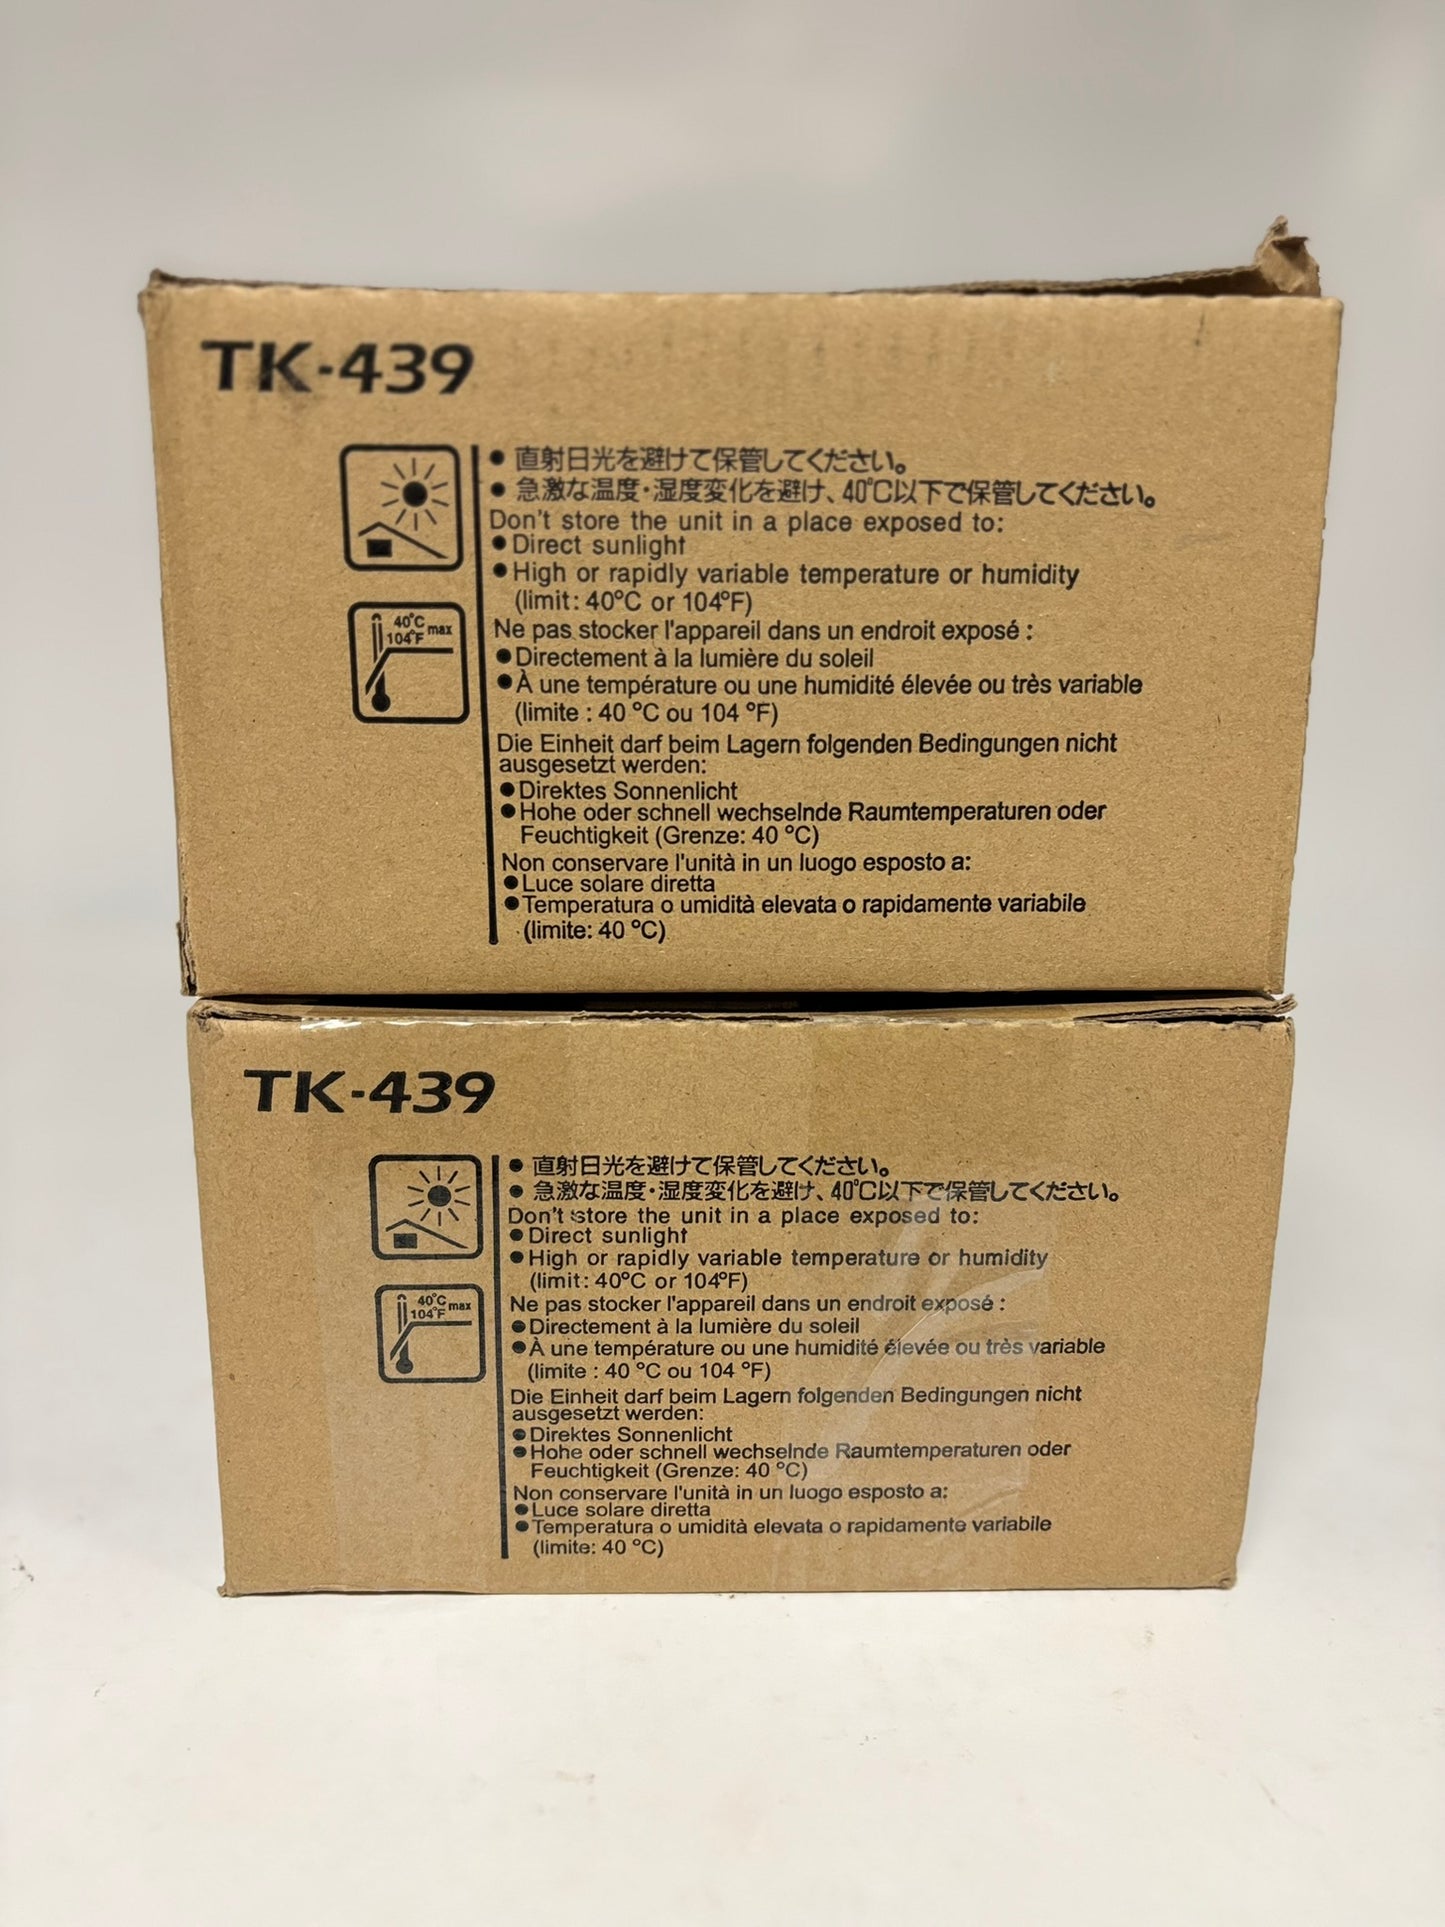 TK-439
● 直射日光を避けて保管してください。
● 急激な温度・湿度変化を避け、40℃以下で保管してください。
Don't store the unit in a place exposed to:
● Direct sunlight
● High or rapidly variable temperature or humidity
(limit: 40°C or 104°F)
40°C
104°F max
Ne pas stocker l'appareil dans un endroit exposé :
● Directement à la lumière du soleil
● À une température ou une humidité élevée ou très variable
(limite : 40 °C ou 104 °F)
Die Einheit darf beim Lagern folgenden Bedingungen nicht
ausgesetzt werden:
● Direktes Sonnenlicht
● Hohe oder schnell wechselnde Raumtemperaturen oder
Feuchtigkeit (Grenze: 40 °C)
Non conservare l'unità in un luogo esposto a:
● Luce solare diretta
● Temperatura o umidità elevata o rapidamente variabile
(limite: 40 °C)
TK-439
● 直射日光を避けて保管してください。
● 急激な温度・湿度変化を避け、40℃以下で保管してください。
Don't store the unit in a place exposed to:
● Direct sunlight
● High or rapidly variable temperature or humidity
(limit: 40°C or 104°F)
40°C
104°F max
Ne pas stocker l'appareil dans un endroit exposé :
● Directement à la lumière du soleil
● À une température ou une humidité élevée ou très variable
(limite : 40 °C ou 104 °F)
Die Einheit darf beim Lagern folgenden Bedingungen nicht
ausgesetzt werden:
● Direktes Sonnenlicht
● Hohe oder schnell wechselnde Raumtemperaturen oder
Feuchtigkeit (Grenze: 40 °C)
Non conservare l'unità in un luogo esposto a:
● Luce solare diretta
● Temperatura o umidità elevata o rapidamente variabile
(limite: 40 °C)